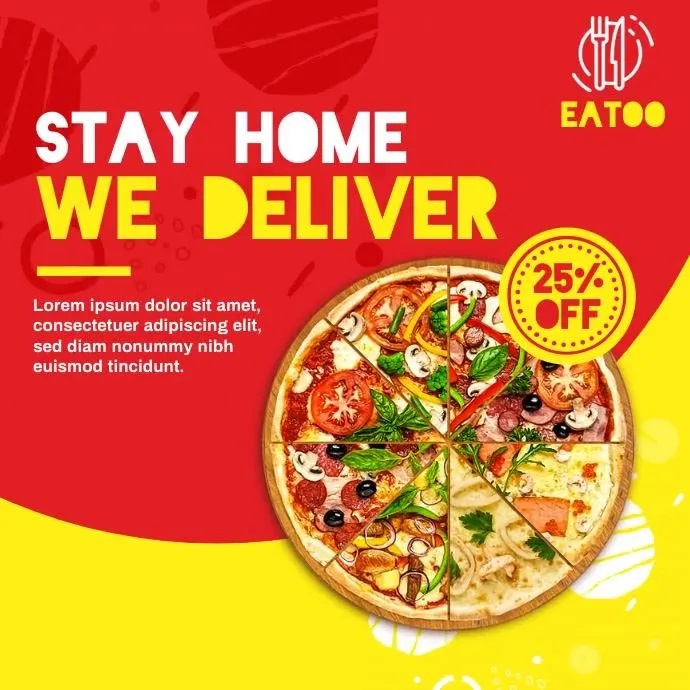 EATOO
STAY HOME
WE DELIVER
25%
OFF
Lorem ipsum dolor sit amet,
consectetuer adipiscing elit,
sed diam nonummy nibh
euismod tincidunt.